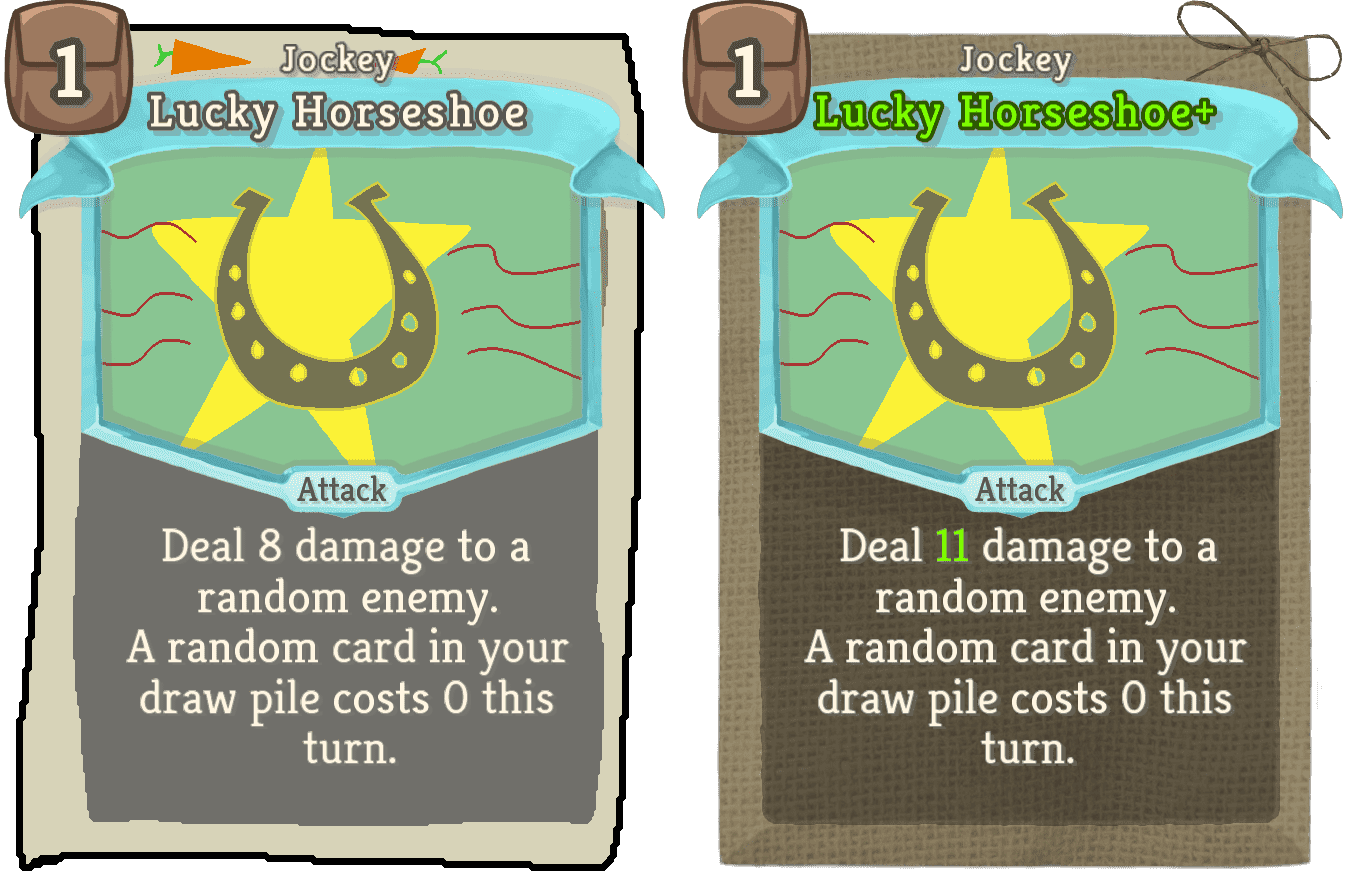 1
Jockey
Lucky Horseshoe
Attack
Deal 8 damage to a
random enemy.
A random card in your
draw pile costs 0 this
turn.
1
Jockey
Lucky Horseshoe+
Attack
Deal 11 damage to a
random enemy.
A random card in your
draw pile costs 0 this
turn.